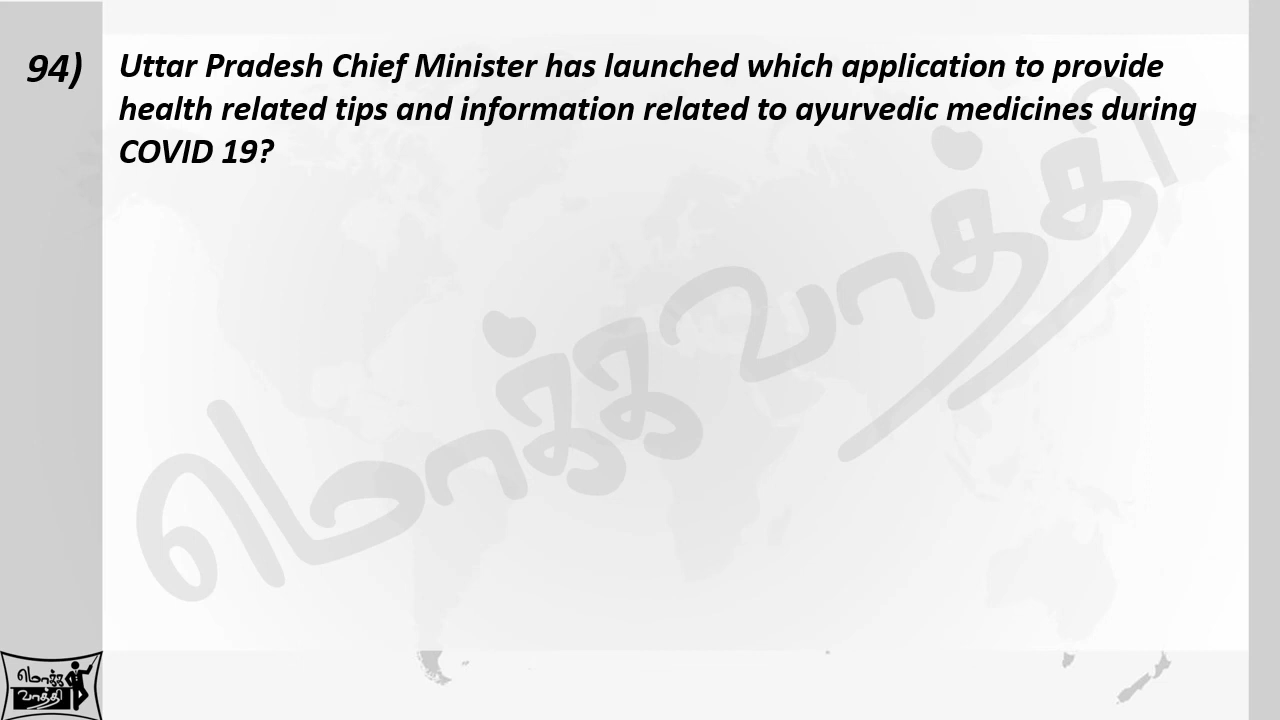 94) Uttar Pradesh Chief Minister has launched which application to provide
health related tips and information related to ayurvedic medicines during
COVID 19?
மொக்க வாத்தி
மொக்க
வாத்தி